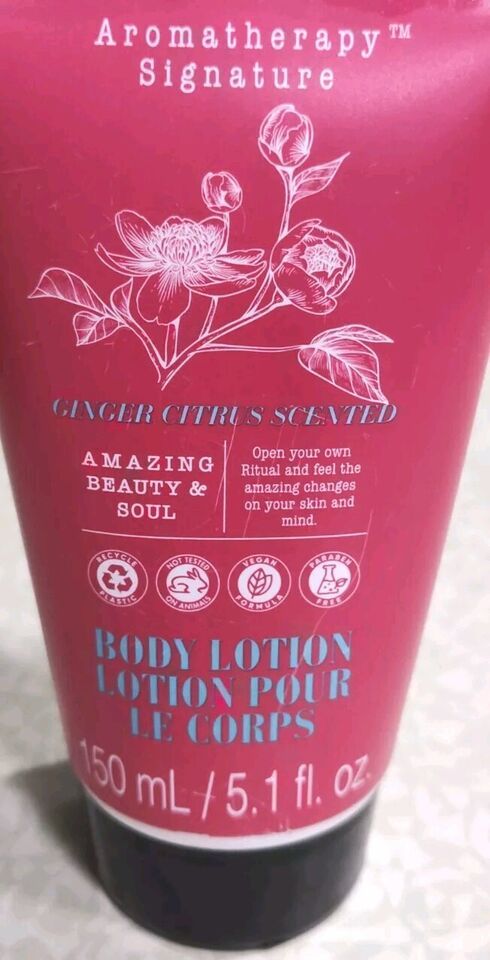 Aromatherapy™
Signature
GINGER CITRUS SCENTED
AMAZING
BEAUTY &
SOUL
Open your own
Ritual and feel the
amazing changes
on your skin and
mind.
RECYCLE
PLASTIC
NOT TESTED
ON ANIMALS
VEGAN
FORMULA
PARABEN
FREE
BODY LOTION
LOTION POUR
LE CORPS
150 mL/5.1 fl. oz.